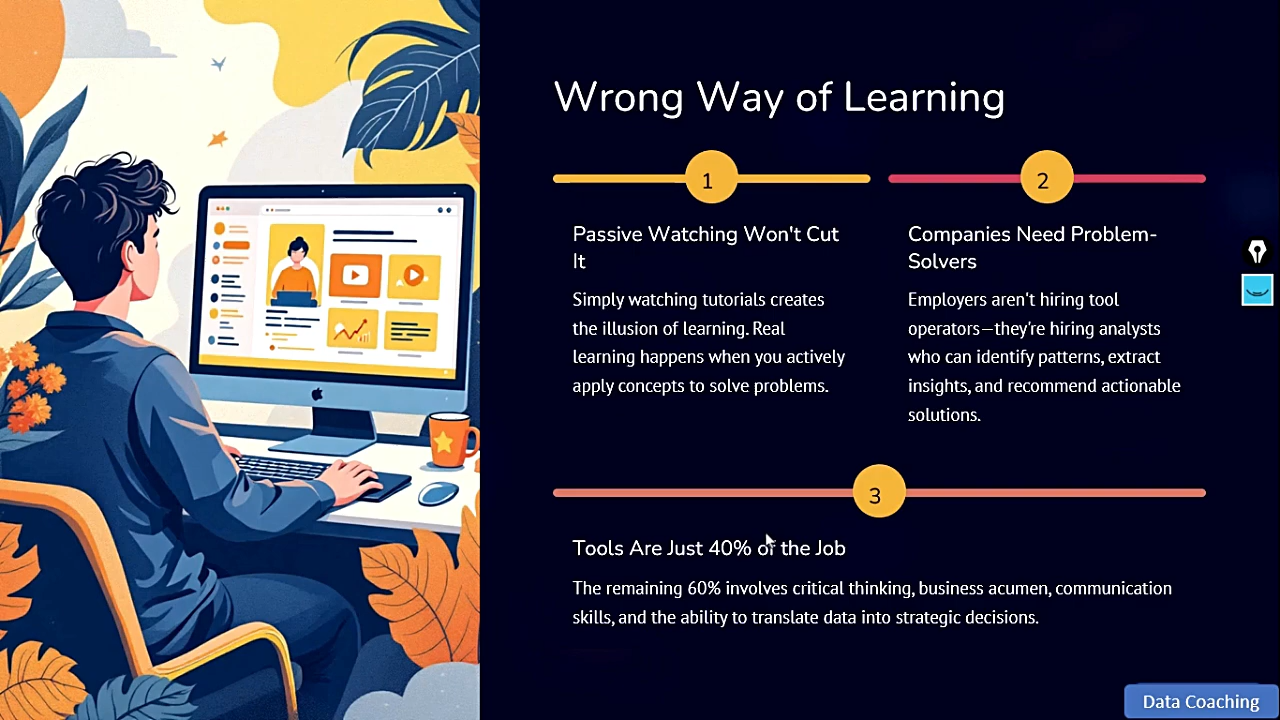 Wrong Way of Learning
1
Passive Watching Won't Cut
It
Simply watching tutorials creates
the illusion of learning. Real
learning happens when you actively
apply concepts to solve problems.
2
Companies Need Problem-
Solvers
Employers aren't hiring tool
operators—they're hiring analysts
who can identify patterns, extract
insights, and recommend actionable
solutions.
3
Tools Are Just 40% of the Job
The remaining 60% involves critical thinking, business acumen, communication
skills, and the ability to translate data into strategic decisions.
Data Coaching